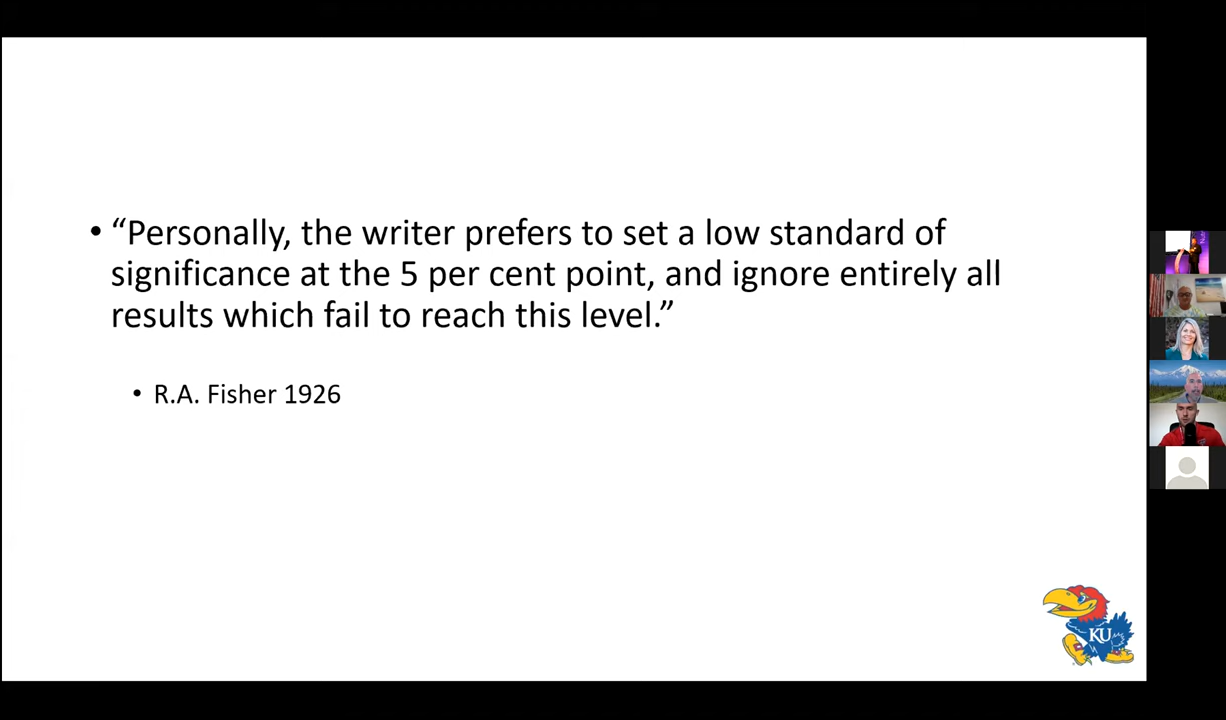 • “Personally, the writer prefers to set a low standard of
significance at the 5 per cent point, and ignore entirely all
results which fail to reach this level.”
• R.A. Fisher 1926
KU